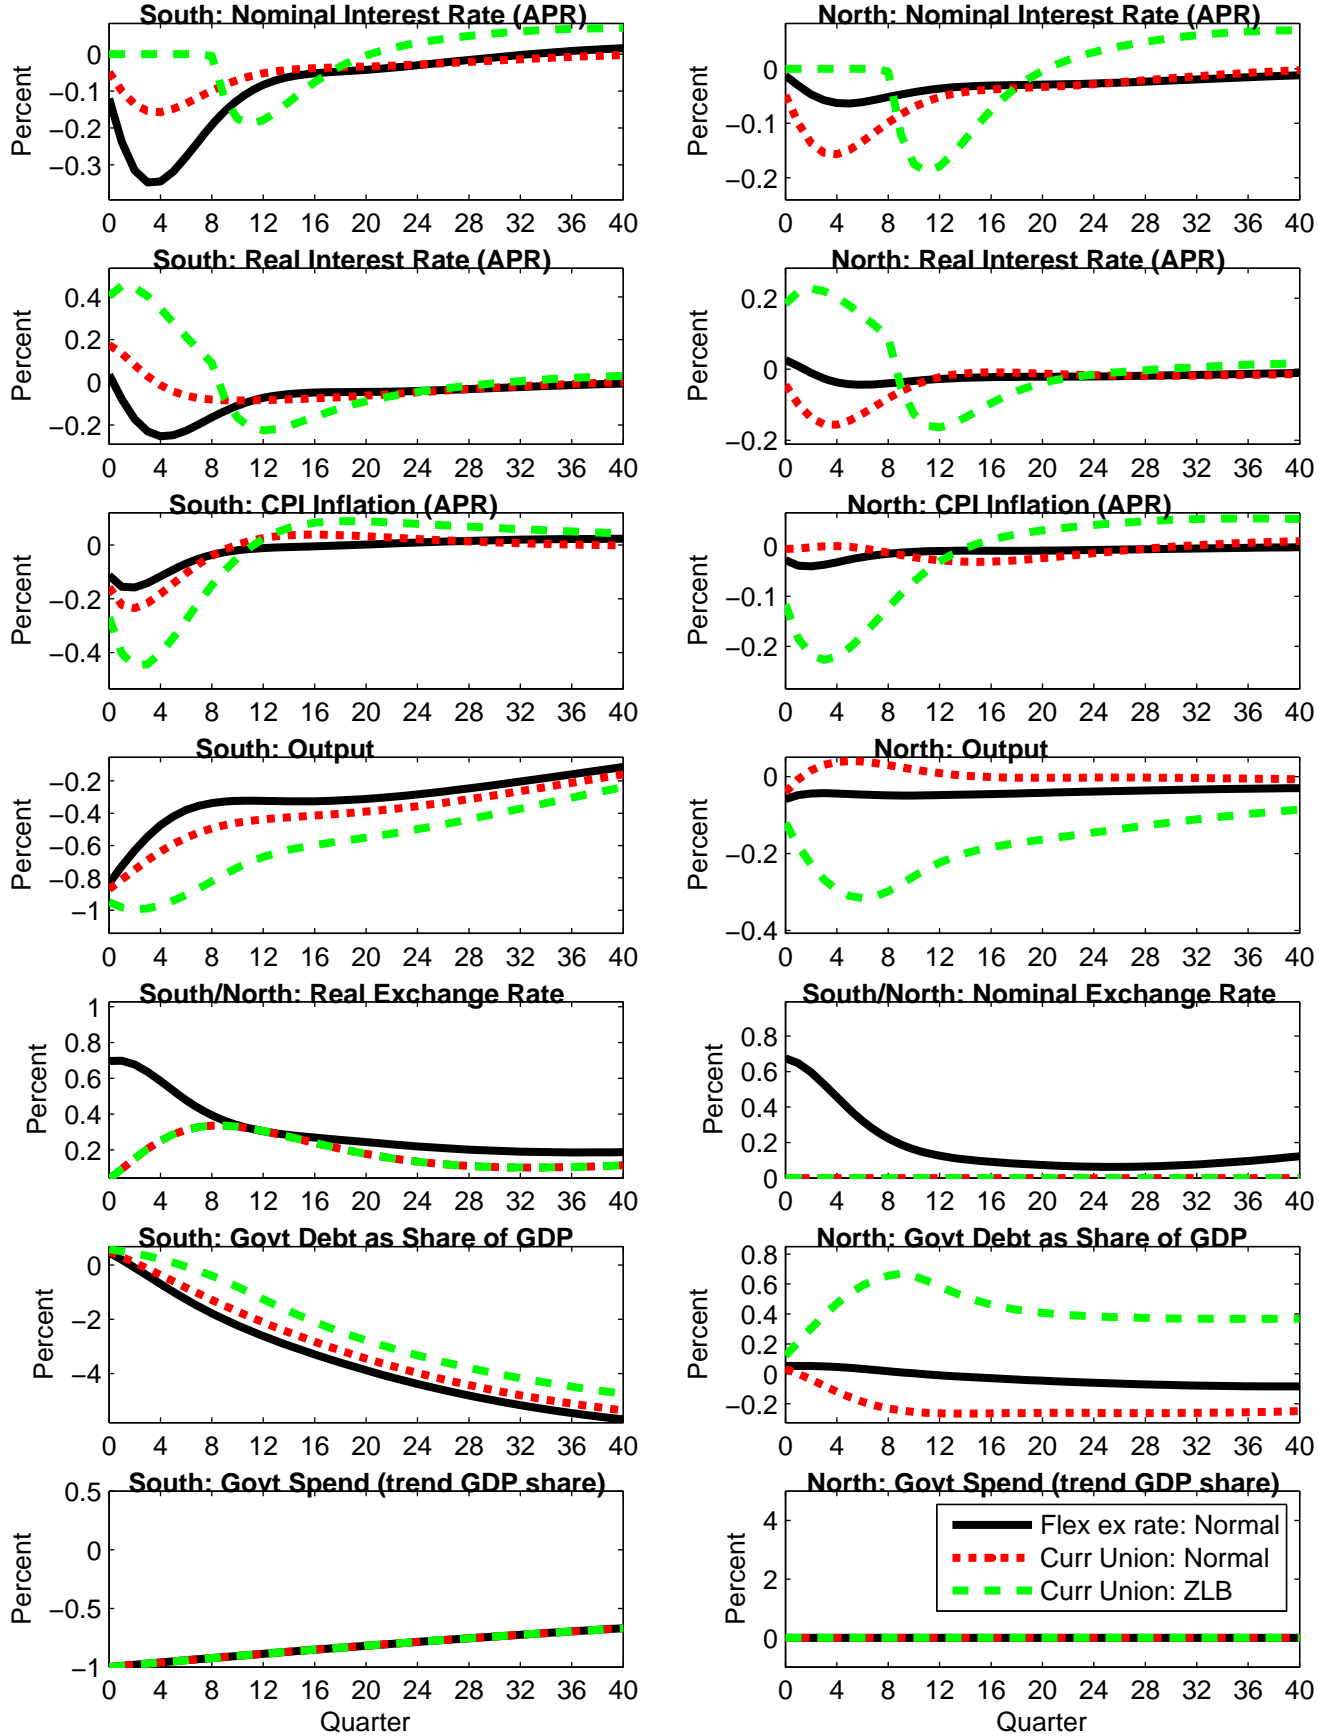 South: Nominal Interest Rate (APR)
Percent
0
−0.1
−0.2
−0.3
0 4 8 12 16 20 24 28 32 36 40
North: Nominal Interest Rate (APR)
Percent
0
−0.1
−0.2
0 4 8 12 16 20 24 28 32 36 40
South: Real Interest Rate (APR)
Percent
0.4
0.2
0
−0.2
0 4 8 12 16 20 24 28 32 36 40
North: Real Interest Rate (APR)
Percent
0.2
0
−0.2
0 4 8 12 16 20 24 28 32 36 40
South: CPI Inflation (APR)
Percent
0
−0.2
−0.4
0 4 8 12 16 20 24 28 32 36 40
North: CPI Inflation (APR)
Percent
0
−0.1
−0.2
0 4 8 12 16 20 24 28 32 36 40
South: Output
Percent
−0.2
−0.4
−0.6
−0.8
−1
0 4 8 12 16 20 24 28 32 36 40
North: Output
Percent
0
−0.2
−0.4
0 4 8 12 16 20 24 28 32 36 40
South/North: Real Exchange Rate
Percent
1
0.8
0.6
0.4
0.2
0 4 8 12 16 20 24 28 32 36 40
South/North: Nominal Exchange Rate
Percent
0.8
0.6
0.4
0.2
0
0 4 8 12 16 20 24 28 32 36 40
South: Govt Debt as Share of GDP
Percent
0
−2
−4
0 4 8 12 16 20 24 28 32 36 40
North: Govt Debt as Share of GDP
Percent
0.8
0.6
0.4
0.2
0
−0.2
0 4 8 12 16 20 24 28 32 36 40
South: Govt Spend (trend GDP share)
Percent
0.5
0
−0.5
−1
0 4 8 12 16 20 24 28 32 36 40
Quarter
North: Govt Spend (trend GDP share)
Percent
4
2
0
Flex ex rate: Normal
Curr Union: Normal
Curr Union: ZLB
0 4 8 12 16 20 24 28 32 36 40
Quarter